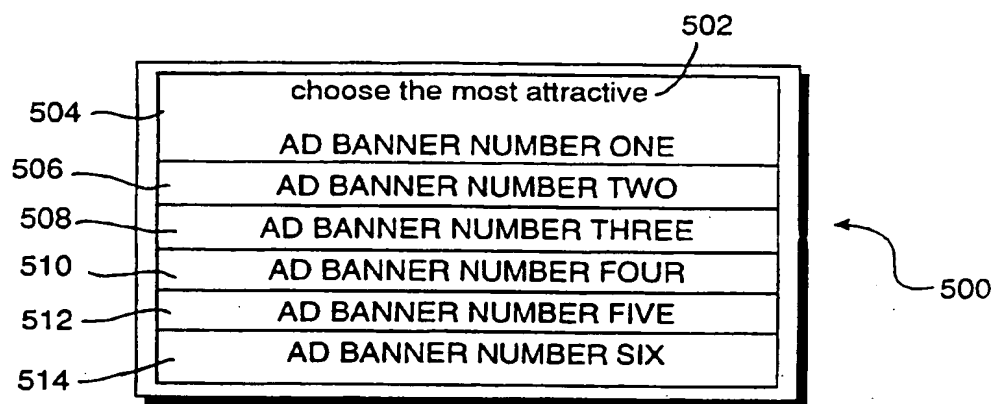 502
choose the most attractive
504
AD BANNER NUMBER ONE
506
AD BANNER NUMBER TWO
508
AD BANNER NUMBER THREE
510
AD BANNER NUMBER FOUR
500
512
AD BANNER NUMBER FIVE
514
AD BANNER NUMBER SIX